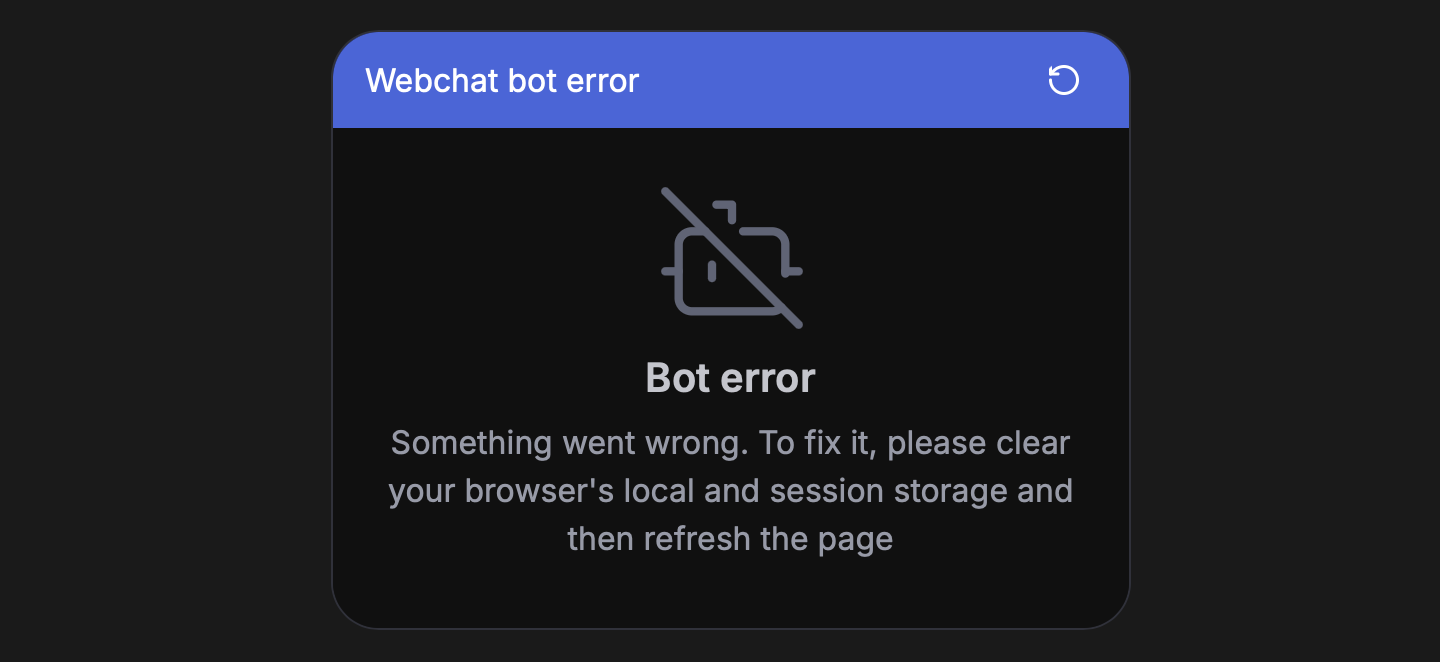 Webchat bot error
Bot error
Something went wrong. To fix it, please clear
your browser's local and session storage and
then refresh the page